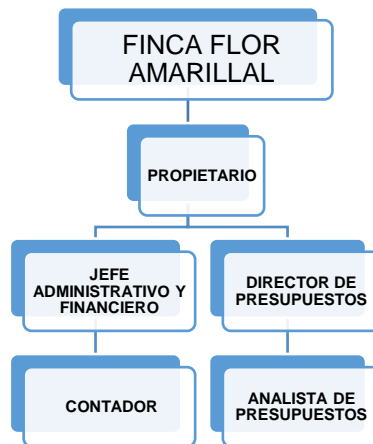 FINCA FLOR
AMARILLAL
PROPIETARIO
JEFE
ADMINISTRATIVO Y
FINANCIERO
DIRECTOR DE
PRESUPUESTOS
CONTADOR
ANALISTA DE
PRESUPUESTOS